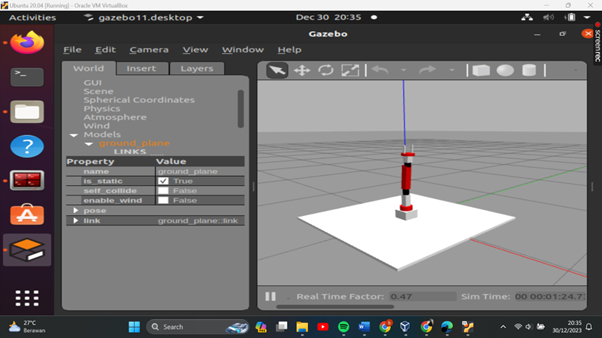 Ubuntu 20.04 [Running] - Oracle VM VirtualBox
Activities gazebo11.desktop Dec 30 20:35
Gazebo
File Edit Camera View Window Help
World Insert Layers
GUI
Scene
Spherical Coordinates
Physics
Atmosphere
Wind
Models
ground_plane
LINKS
Property Value
name ground_plane
is_static True
self_collide False
enable_wind False
pose
link ground_plane::link
Real Time Factor: 0.47 Sim Time: 00 00:01:24.7
screenrec
27°C
Berawan
Search
20:35
30/12/2023